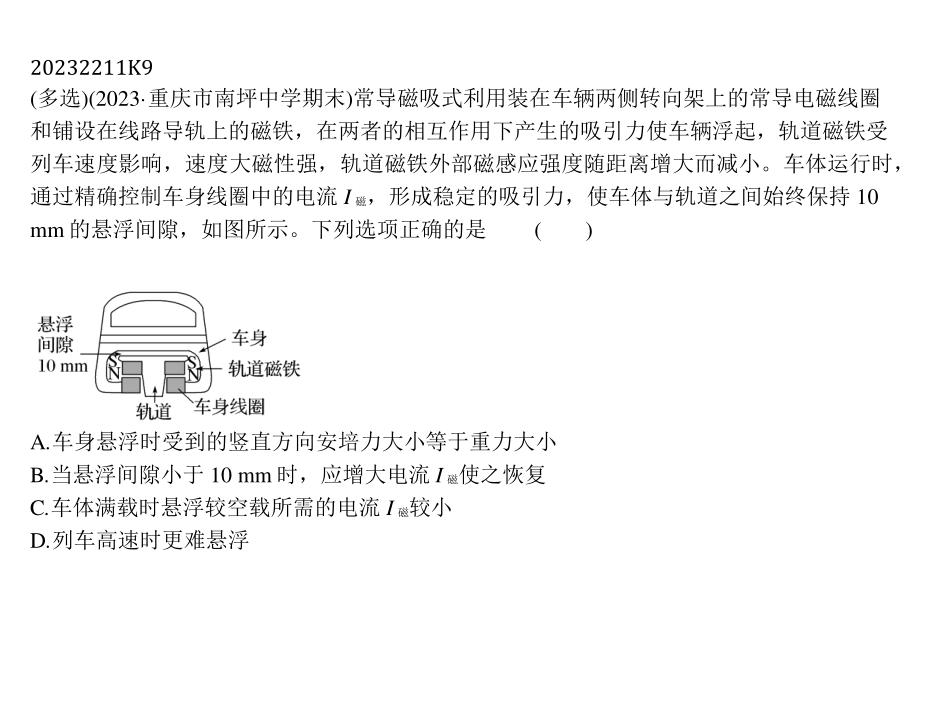 20232211K9
(多选)(2023·重庆市南坪中学期末)常导磁吸式利用装在车辆两侧转向架上的常导电磁线圈
和铺设在线路导轨上的磁铁，在两者的相互作用下产生的吸引力使车辆浮起，轨道磁铁受
列车速度影响，速度大磁性强，轨道磁铁外部磁感应强度随距离增大而减小。车体运行时，
通过精确控制车身线圈中的电流 I磁，形成稳定的吸引力，使车体与轨道之间始终保持 10
mm 的悬浮间隙，如图所示。下列选项正确的是 ( )
悬浮
间隙
10 mm
车身
S
N
S
N
轨道磁铁
车身线圈
轨道
A.车身悬浮时受到的竖直方向安培力大小等于重力大小
B.当悬浮间隙小于 10 mm 时，应增大电流 I磁使之恢复
C.车体满载时悬浮较空载所需的电流 I磁较小
D.列车高速时更难悬浮